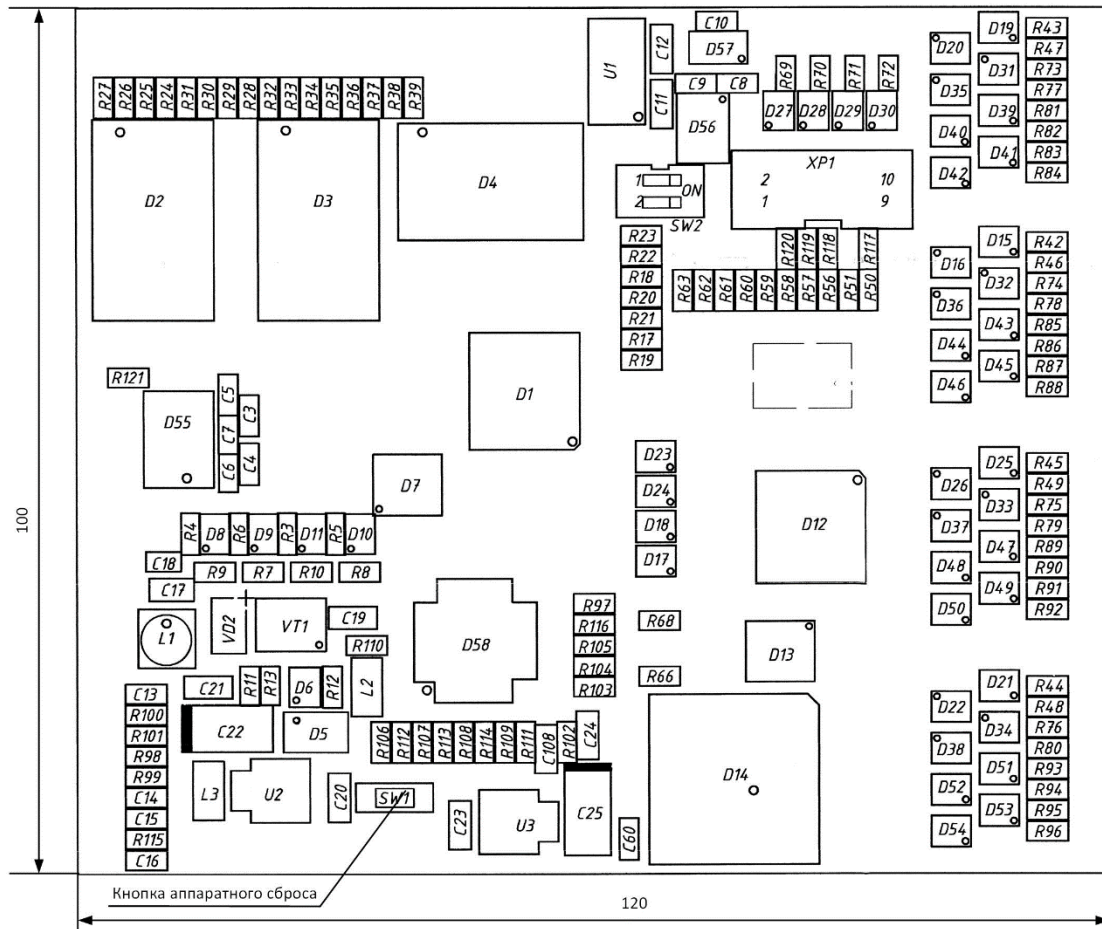 C10
D19
R43
D20
R47
C12
D57
U1
D31
R73
R69
R70
R71
R72
C9
C8
D35
R77
R27
R26
R25
R24
R31
R30
R29
R28
R32
R33
R34
R35
R36
R37
R38
R39
C11
D27
D28
D29
D30
D39
R81
D56
D40
R82
D41
R83
XP1
D42
R84
D2
D3
D4
1
ON
2
10
2
1
9
SW2
R23
R22
R18
R20
R21
R17
R19
R120
R119
R118
R117
R63
R62
R61
R60
R59
R58
R57
R56
R51
R50
D15
R42
D16
R46
D32
R74
D36
R78
D43
R85
D44
R86
D45
R87
D46
R88
R121
C5
C3
D55
C7
C4
C6
D1
D7
D23
D24
D18
D17
D12
D25
R45
D26
R49
D33
R75
D37
R79
D47
R89
D48
R90
D49
R91
D50
R92
100
R4
D8
R6
D9
R3
D11
R5
D10
C18
R9
R7
R10
R8
C17
L1
VD2
VT1
C19
R110
D58
R97
R116
R105
R104
R103
R68
R66
D13
C21
R11
R13
D6
R12
L2
C13
R100
R101
R98
R99
C14
C15
R115
C16
C22
D5
R106
R112
R107
R113
R108
R114
R109
R111
C108
R102
C24
D14
D21
R44
D22
R48
D34
R76
D38
R80
D51
R93
D52
R94
D53
R95
D54
R96
L3
U2
C20
SW1
C23
U3
C25
C60
Кнопка аппаратного сброса
120